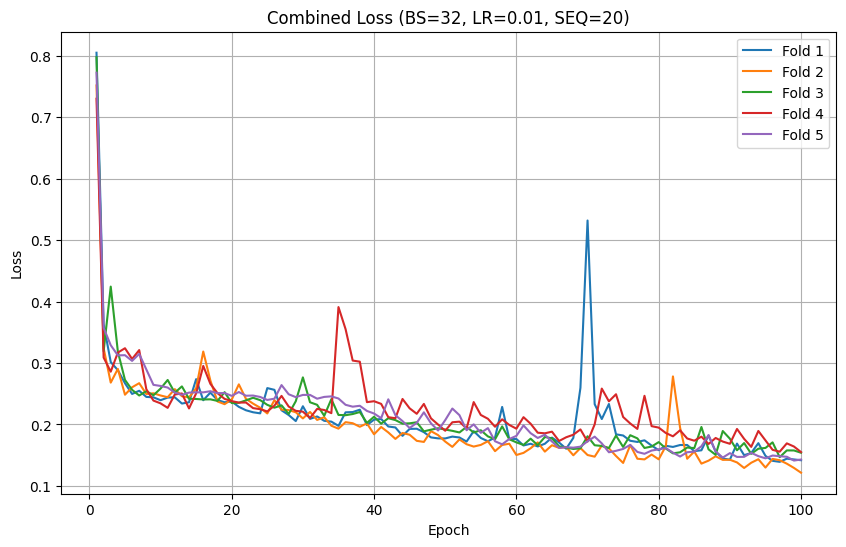 Combined Loss (BS=32, LR=0.01, SEQ=20)
Fold 1
Fold 2
Fold 3
Fold 4
Fold 5
Loss
0.8
0.7
0.6
0.5
0.4
0.3
0.2
0.1
0 20 40 60 80 100
Epoch